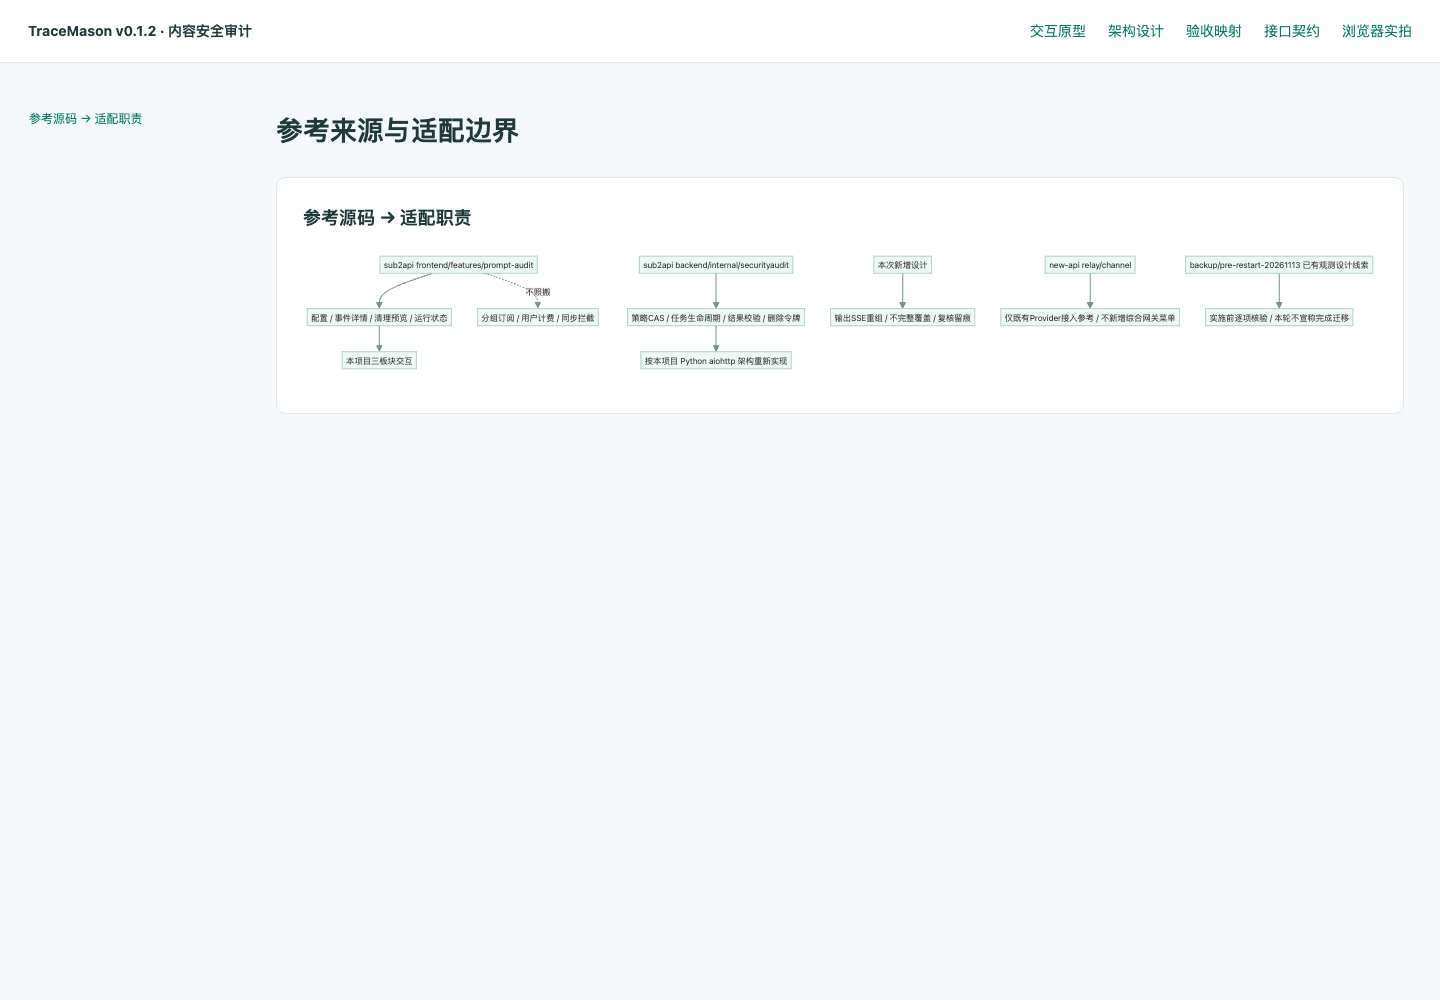 TraceMason v0.1.2 · 内容安全审计
交互原型 架构设计 验收映射 接口契约 浏览器实拍
参考源码 → 适配职责
参考来源与适配边界
参考源码 → 适配职责
sub2api frontend/features/prompt-audit
sub2api backend/internal/securityaudit
本次新增设计
new-api relay/channel
backup/pre-restart-20261113 已有观测设计线索
不照搬
配置 / 事件详情 / 清理预览 / 运行状态
分组订阅 / 用户计费 / 同步拦截
策略CAS / 任务生命周期 / 结果校验 / 删除令牌
输出SSE重组 / 不完整覆盖 / 复核留痕
仅既有Provider接入参考 / 不新增综合网关菜单
实施前逐项核验 / 本轮不宣称完成迁移
本项目三板块交互
按本项目 Python aiohttp 架构重新实现